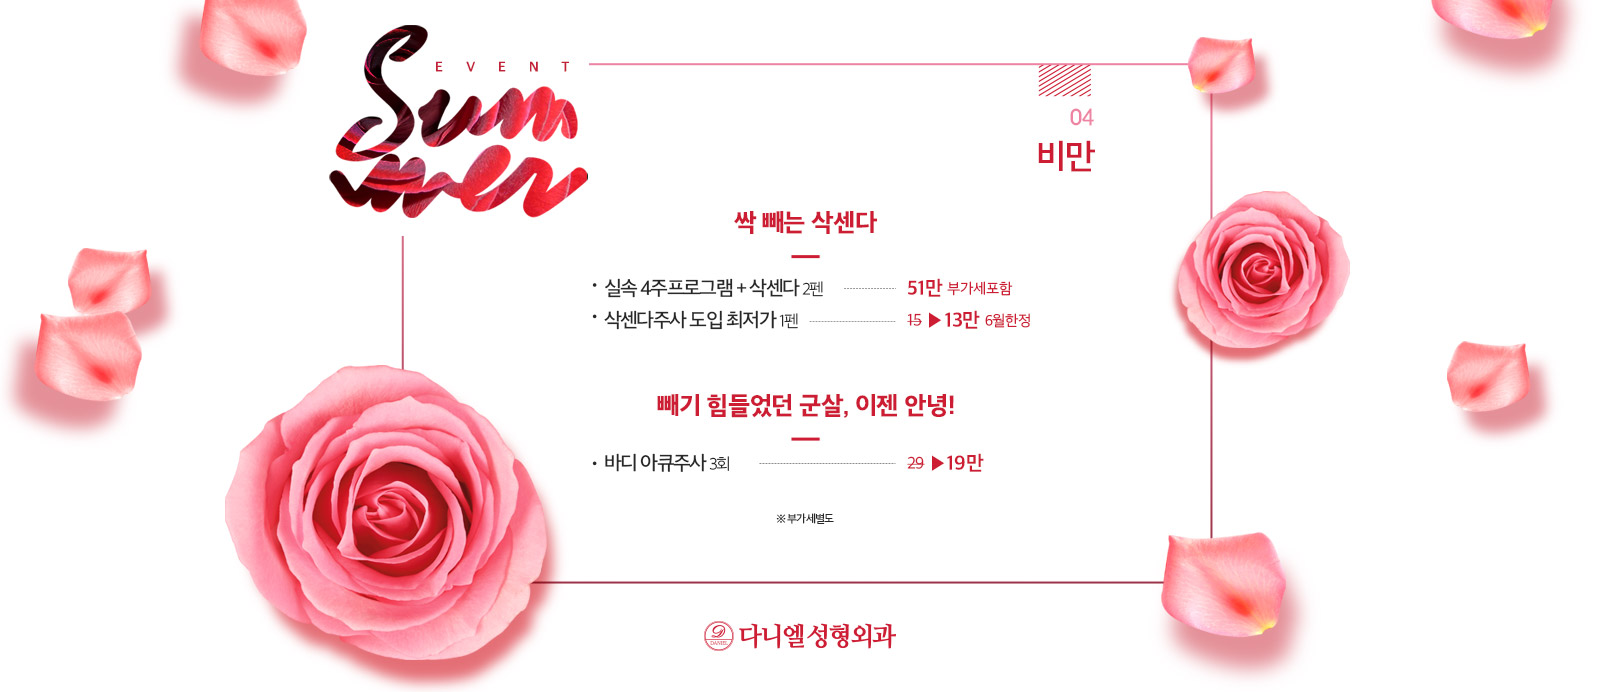 EVENT
Sum
mer
04
비만
싹 빼는 삭센다
• 실속 4주프로그램 + 삭센다 2펜 51만 부가세포함
• 삭센다주사 도입 최저가 1펜 15 ▶13만 6월한정
빼기 힘들었던 군살, 이젠 안녕!
• 바디 아큐주사 3회 29 ▶19만
※ 부가세별도
DANIEL 다니엘성형외과